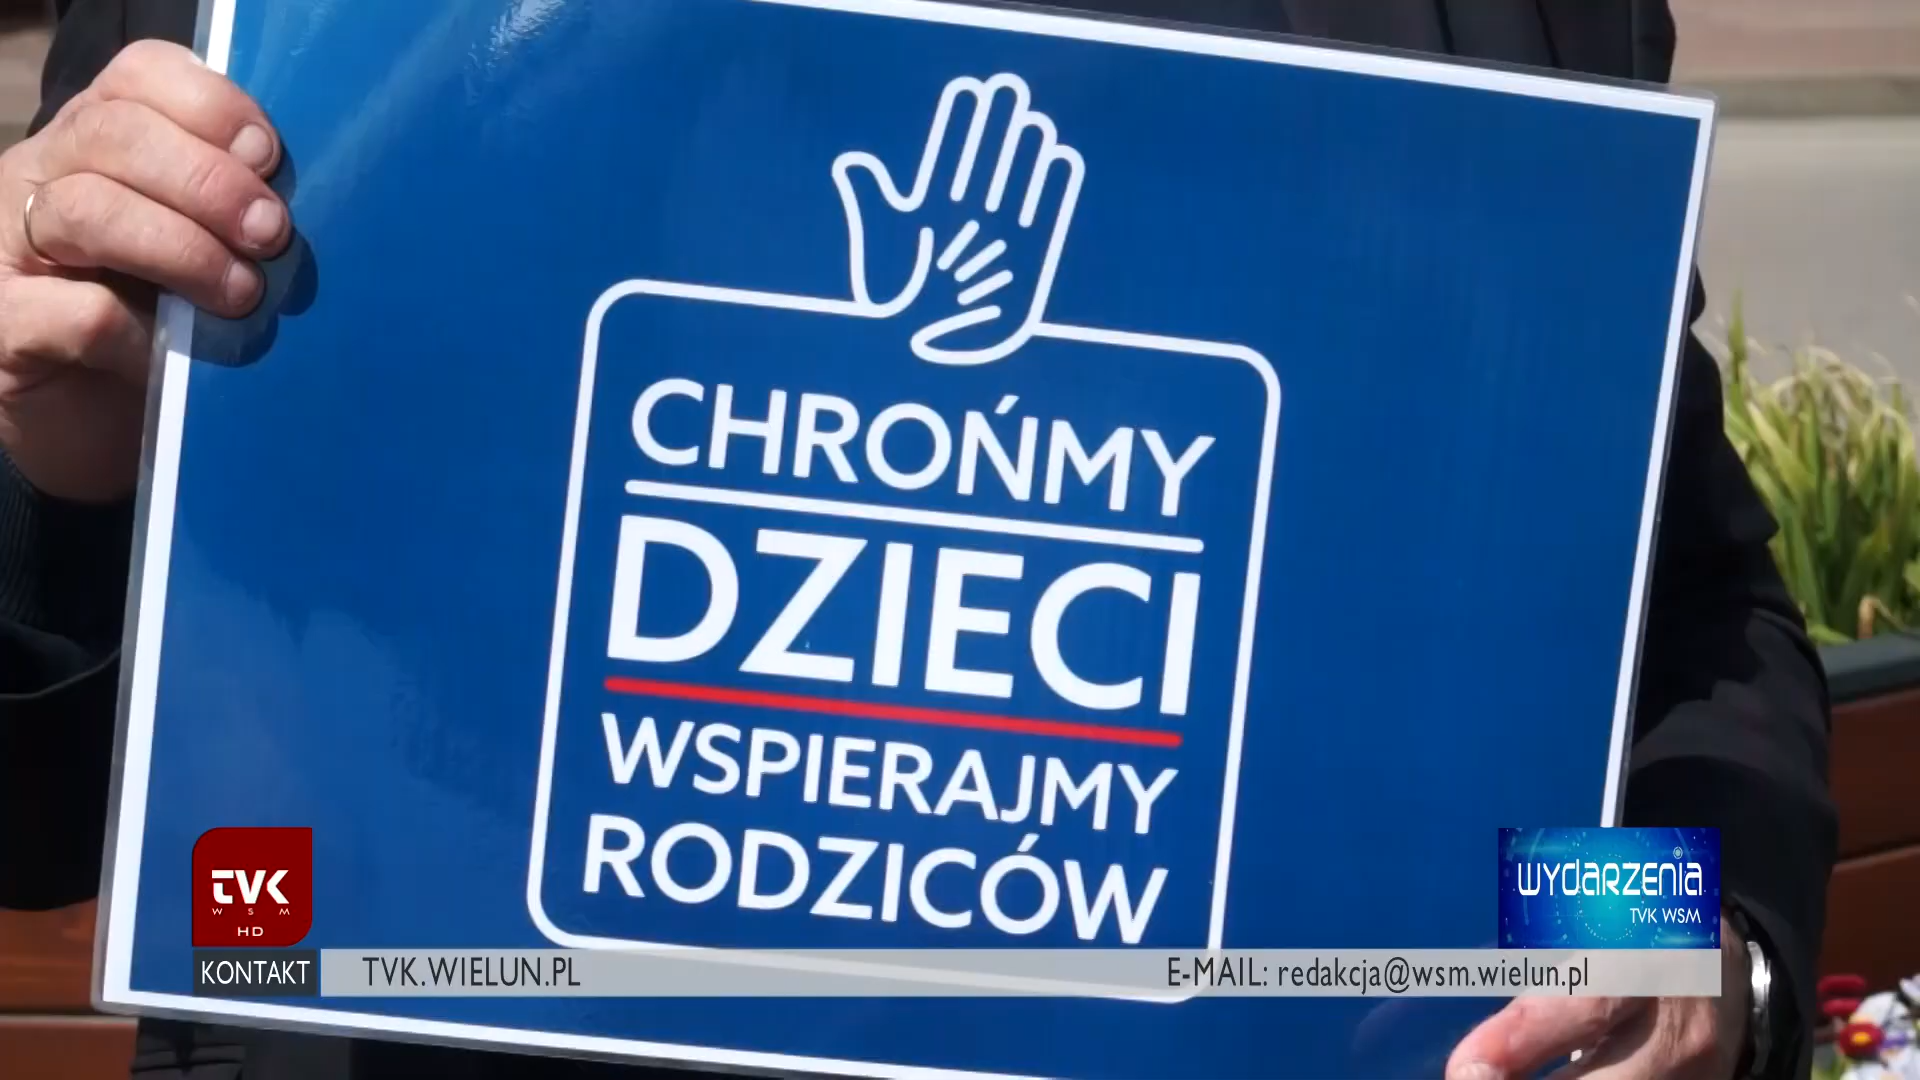 CHROŃMY
DZIECI
WSPIERAJMY
RODZICÓW
TVK
WSM
HD
WYDARZENIA
TVK WSM
KONTAKT TVK.WIELUN.PL E-MAIL: redakcja@wsm.wielun.pl